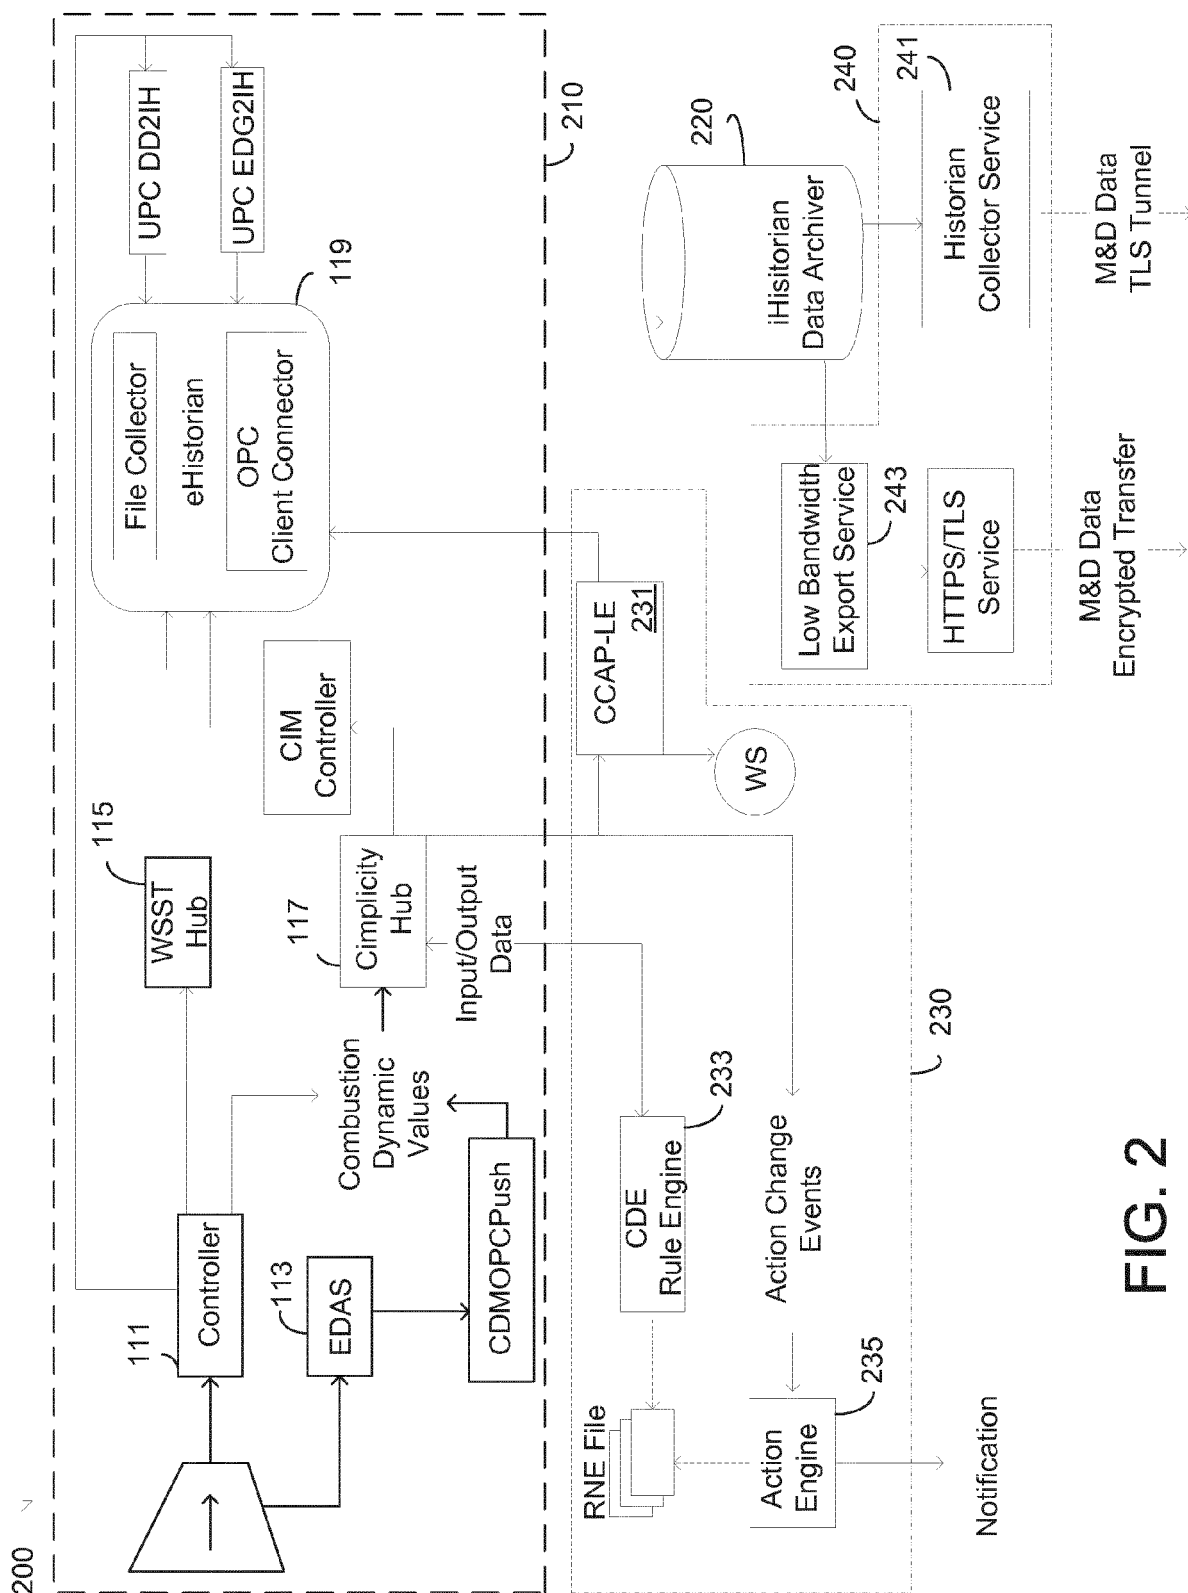 200
111
Controller
115
WSST
Hub
File Collector
eHistorian
OPC
Client Connector
119
UPC DD2IH
UPC EDG2IH
113
EDAS
CDMOPCPush
Combustion
Dynamic
Values
117
Cimplicity
Hub
CIM
Controller
Input/Output
Data
210
RNE File
CDE
Rule Engine
233
CCAP-LE
231
WS
Action
Engine
235
Action Change
Events
Notification
230
220
iHisitorian
Data Archiver
240
241
Historian
Collector Service
Low Bandwidth
Export Service
243
HTTPS/TLS
Service
M&D Data
Encrypted Transfer
M&D Data
TLS Tunnel
FIG. 2